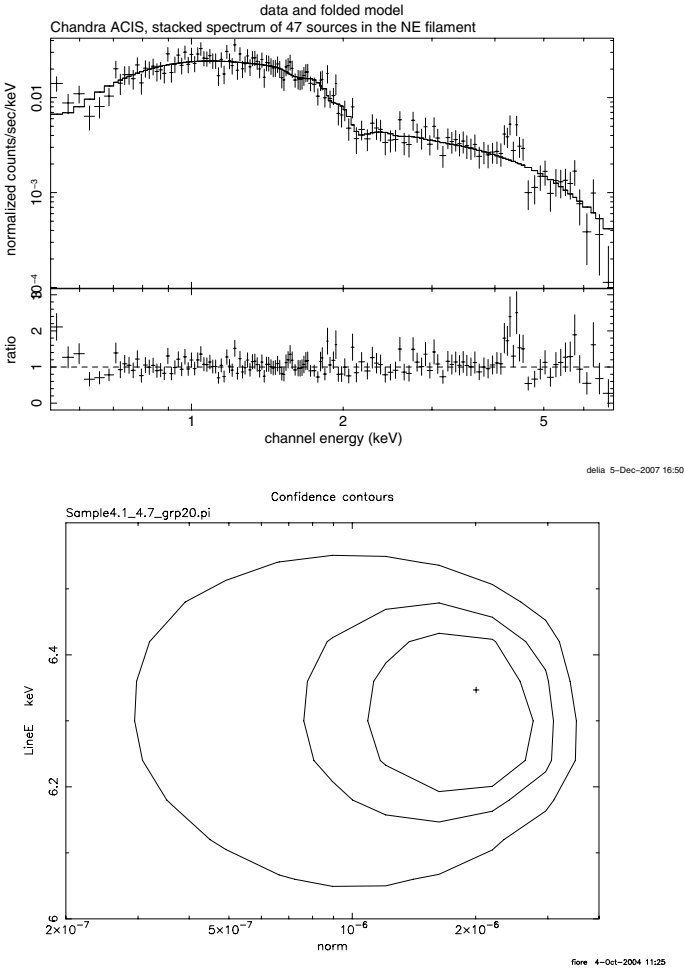 data and folded model
Chandra ACIS, stacked spectrum of 47 sources in the NE filament
normalized counts/sec/keV
0.01
10−3
10−4
ratio
0
1
2
3
1 2 5
channel energy (keV)
delia 5−Dec−2007 16:50
Confidence contours
Sample4.1_4.7_grp20.pi
LineE keV
6.4
6.2
6
2×10−7 5×10−7 10−6 2×10−6
norm
fiore 4−Oct−2004 11:25